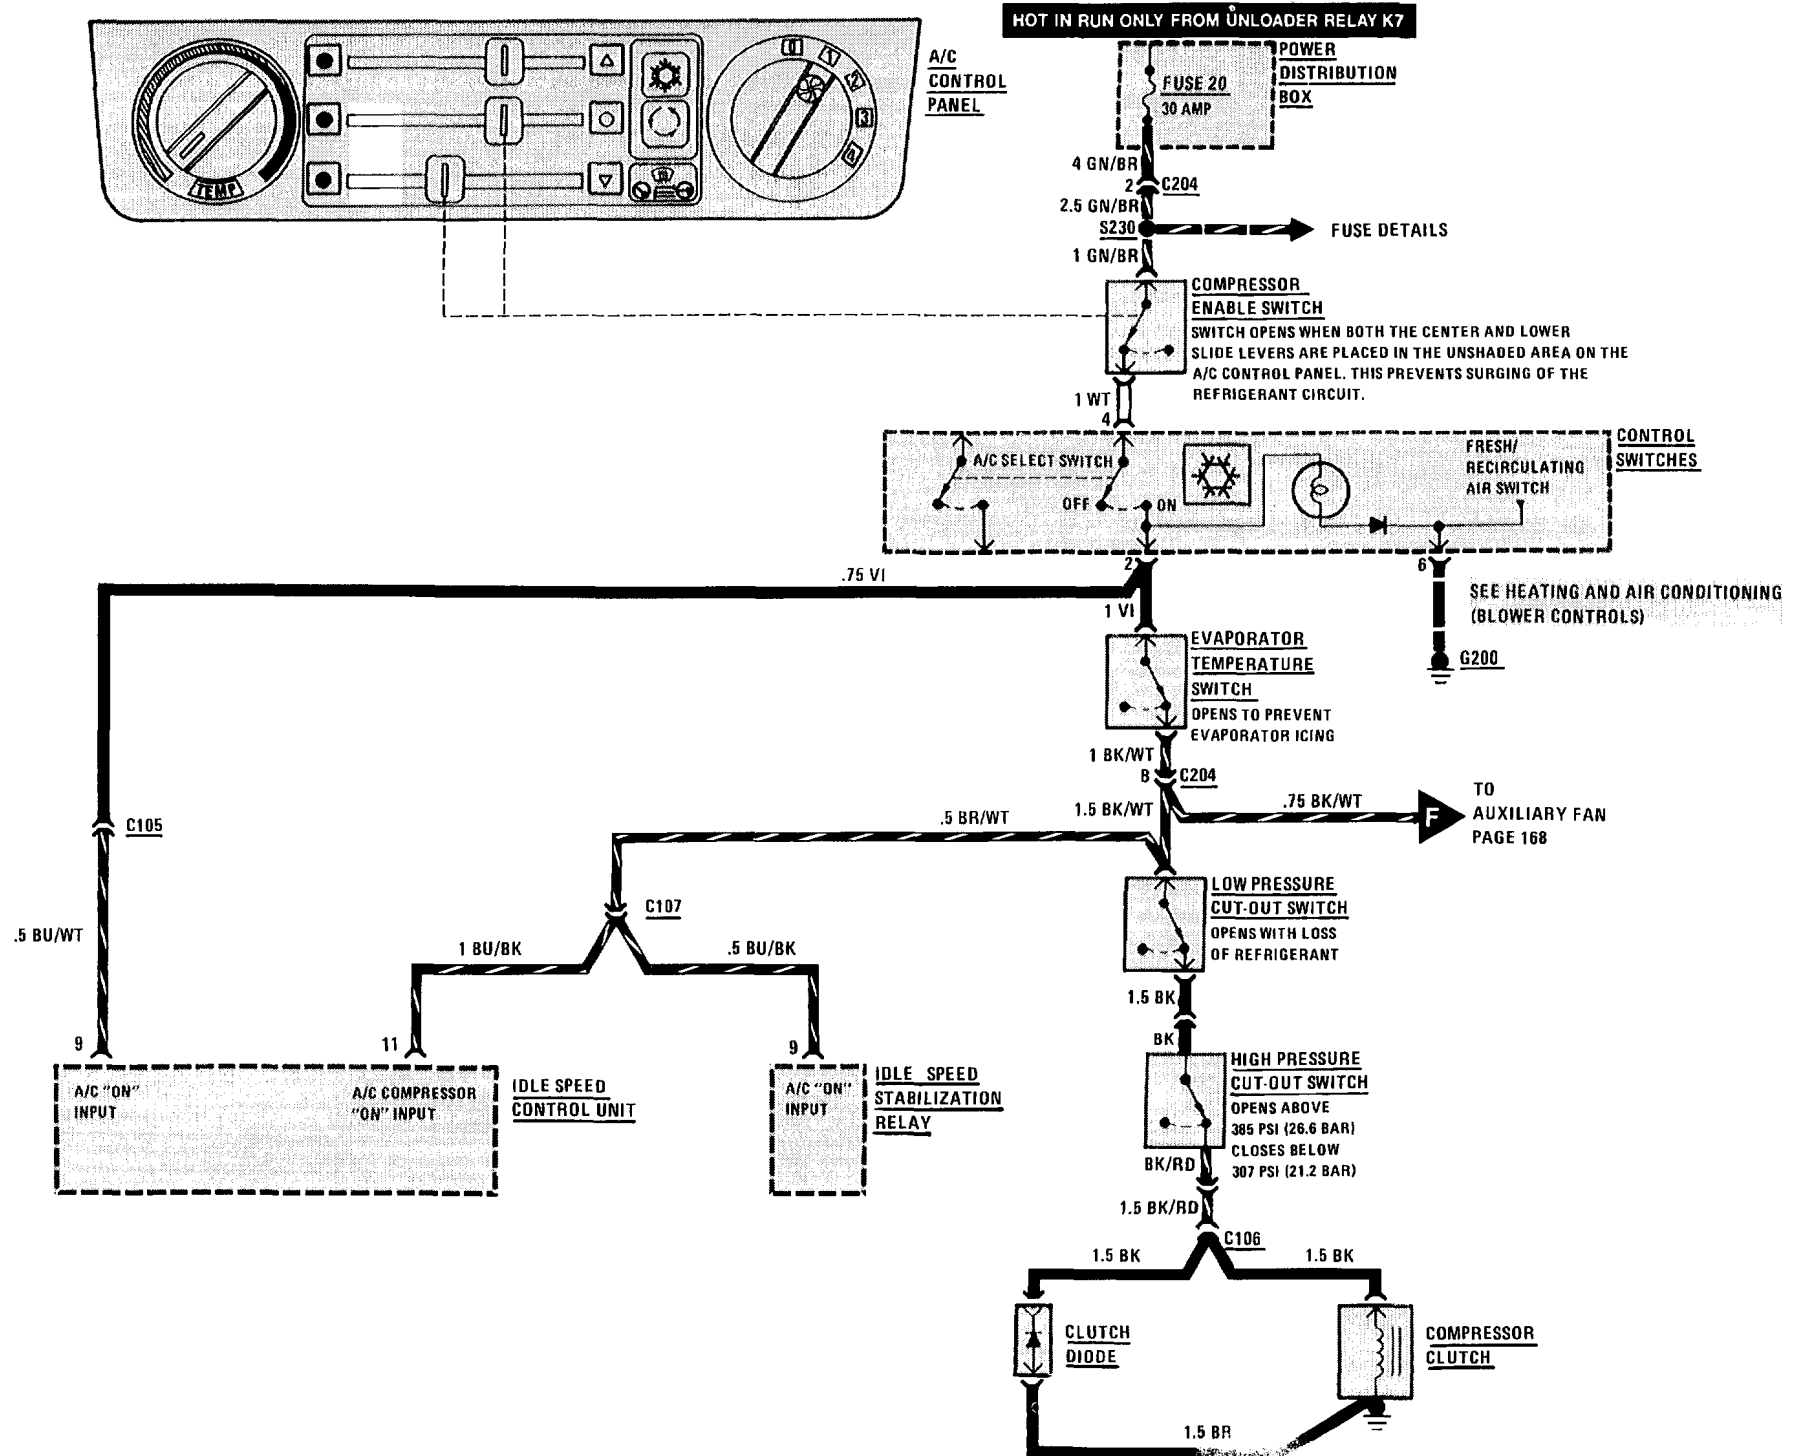 HOT IN RUN ONLY FROM UNLOADER RELAY K7
POWER
DISTRIBUTION
BOX
FUSE 20
30 AMP
A/C
CONTROL
PANEL
TEMP
0
1
2
3
4
4 GN/BR
2
C204
2.5 GN/BR
S230
FUSE DETAILS
1 GN/BR
COMPRESSOR
ENABLE SWITCH
SWITCH OPENS WHEN BOTH THE CENTER AND LOWER
SLIDE LEVERS ARE PLACED IN THE UNSHADED AREA ON THE
A/C CONTROL PANEL. THIS PREVENTS SURGING OF THE
REFRIGERANT CIRCUIT.
1 WT
4
CONTROL
SWITCHES
A/C SELECT SWITCH
OFF
ON
FRESH/
RECIRCULATING
AIR SWITCH
2
6
.75 VI
1 VI
SEE HEATING AND AIR CONDITIONING
(BLOWER CONTROLS)
G200
EVAPORATOR
TEMPERATURE
SWITCH
OPENS TO PREVENT
EVAPORATOR ICING
1 BK/WT
B
C204
1.5 BK/WT
.75 BK/WT
F
TO
AUXILIARY FAN
PAGE 168
.5 BR/WT
C105
C107
.5 BU/WT
1 BU/BK
.5 BU/BK
LOW PRESSURE
CUT-OUT SWITCH
OPENS WITH LOSS
OF REFRIGERANT
1.5 BK
BK
HIGH PRESSURE
CUT-OUT SWITCH
OPENS ABOVE
385 PSI (26.6 BAR)
CLOSES BELOW
307 PSI (21.2 BAR)
9
11
9
A/C "ON"
INPUT
A/C COMPRESSOR
"ON" INPUT
IDLE SPEED
CONTROL UNIT
A/C "ON"
INPUT
IDLE SPEED
STABILIZATION
RELAY
BK/RD
1.5 BK/RD
C106
1.5 BK
1.5 BK
CLUTCH
DIODE
COMPRESSOR
CLUTCH
1.5 BR